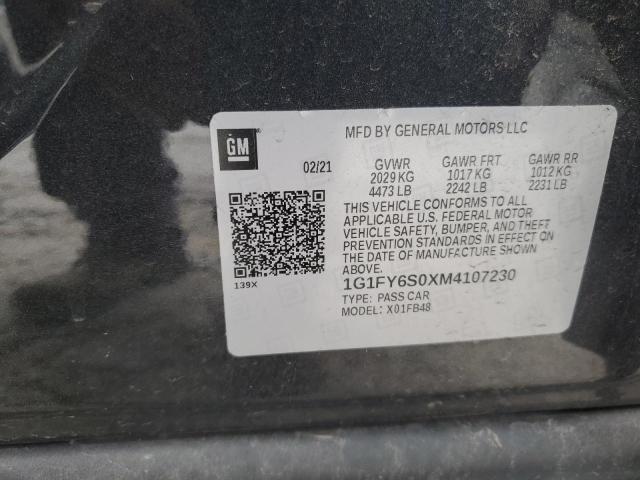 GM
MFD BY GENERAL MOTORS LLC
02/21
GVWR GAWR FRT GAWR RR
2029 KG 1017 KG 1012 KG
4473 LB 2242 LB 2231 LB
THIS VEHICLE CONFORMS TO ALL
APPLICABLE U.S. FEDERAL MOTOR
VEHICLE SAFETY, BUMPER, AND THEFT
PREVENTION STANDARDS IN EFFECT ON
THE DATE OF MANUFACTURE SHOWN
ABOVE.
139X
1G1FY6S0XM4107230
TYPE: PASS CAR
MODEL: X01FB48